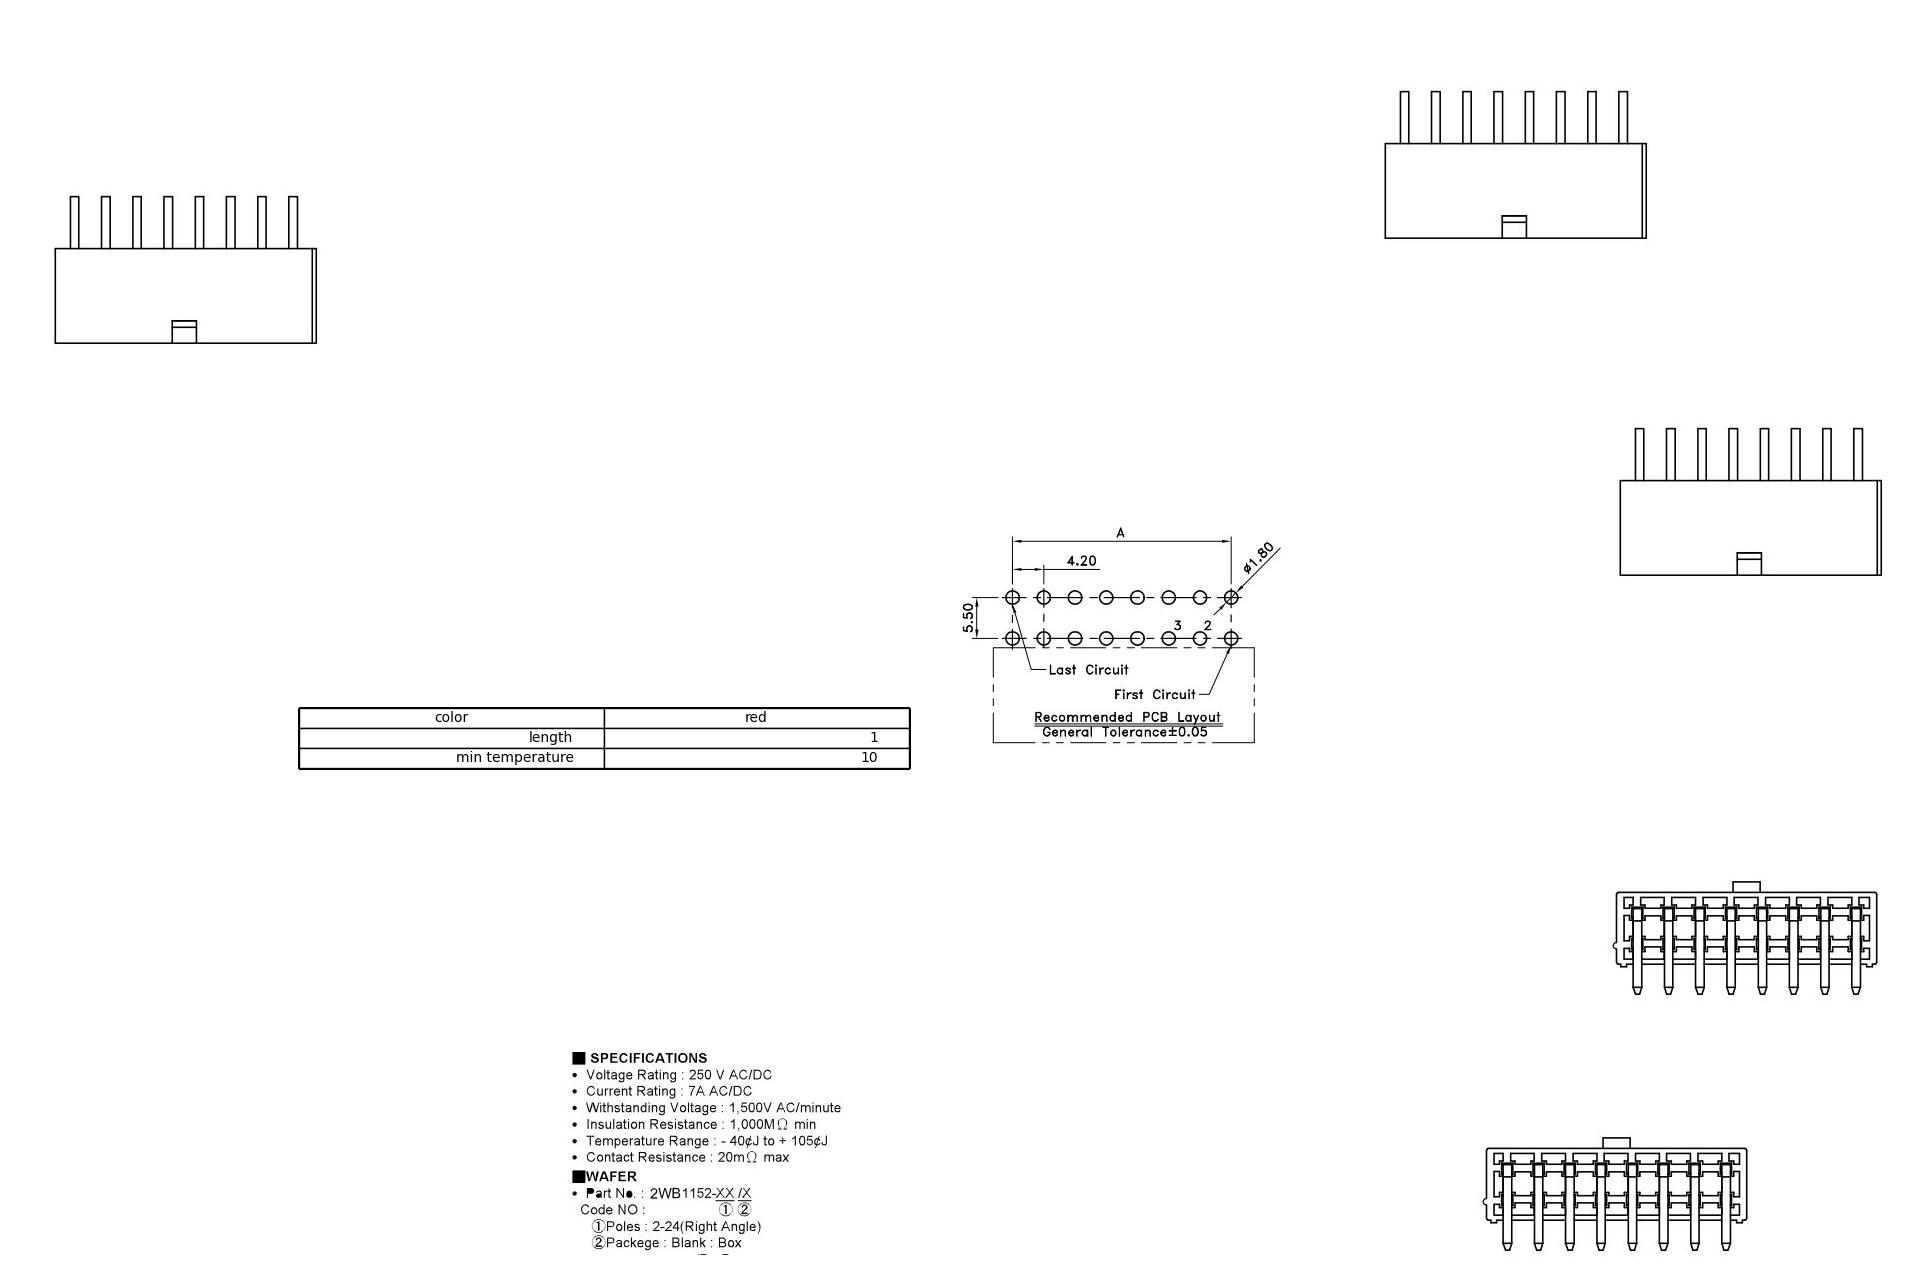 A
4.20
ø1.80
5.50
3 2
Last Circuit
First Circuit
Recommended PCB Layout
General Tolerance±0.05
color red
length 1
min temperature 10
■ SPECIFICATIONS
• Voltage Rating : 250 V AC/DC
• Current Rating : 7A AC/DC
• Withstanding Voltage : 1,500V AC/minute
• Insulation Resistance : 1,000MΩ min
• Temperature Range : - 40¢J to + 105¢J
• Contact Resistance : 20mΩ max
■WAFER
• Part No. : 2WB1152-XX /X
Code NO : ① ②
①Poles : 2-24(Right Angle)
②Packege : Blank : Box